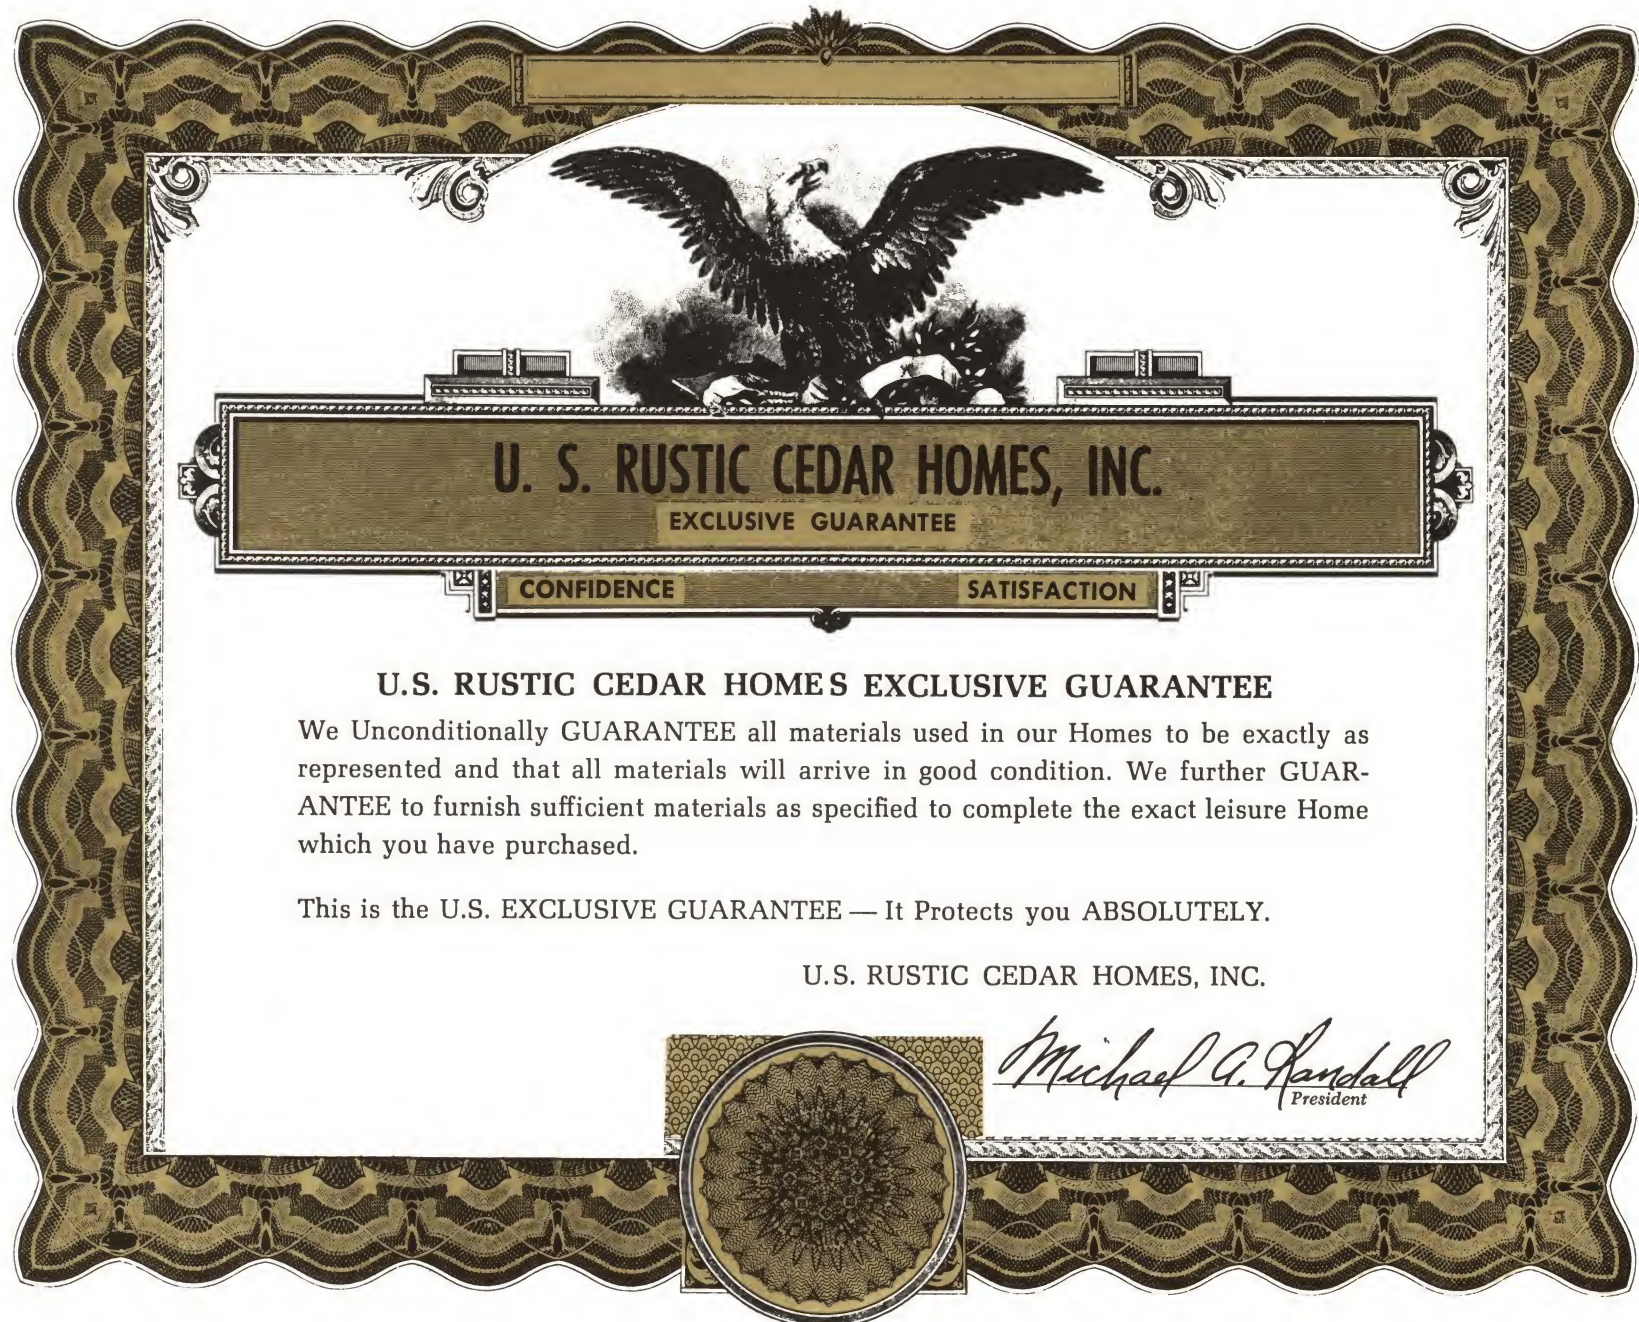 U. S. RUSTIC CEDAR HOMES, INC.
EXCLUSIVE GUARANTEE
CONFIDENCE SATISFACTION
U.S. RUSTIC CEDAR HOMES EXCLUSIVE GUARANTEE
We Unconditionally GUARANTEE all materials used in our Homes to be exactly as
represented and that all materials will arrive in good condition. We further GUAR-
ANTEE to furnish sufficient materials as specified to complete the exact leisure Home
which you have purchased.
This is the U.S. EXCLUSIVE GUARANTEE — It Protects you ABSOLUTELY.
U.S. RUSTIC CEDAR HOMES, INC.
Michael A. Randall
President